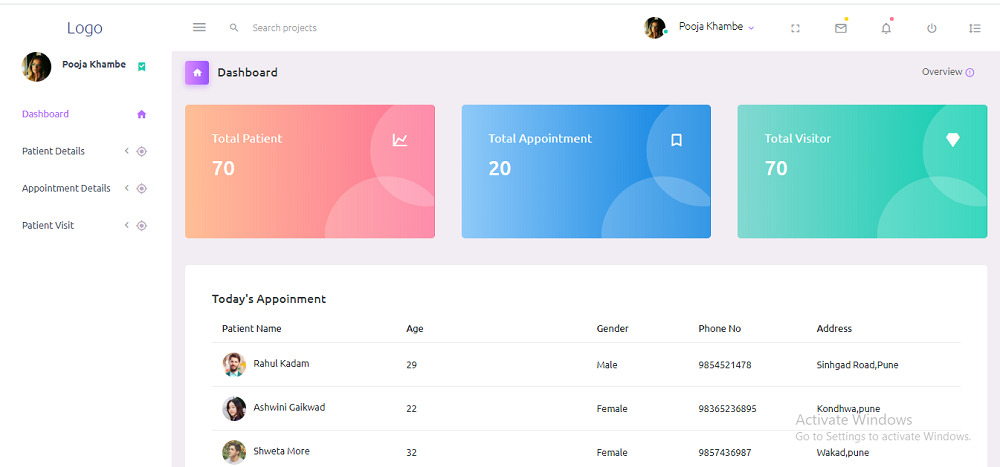 Logo
Search projects
Pooja Khambe
Pooja Khambe
Dashboard
Overview
Dashboard
Patient Details
Appointment Details
Patient Visit
Total Patient
70
Total Appointment
20
Total Visitor
70
Today's Appoinment
Patient Name Age Gender Phone No Address
Rahul Kadam 29 Male 9854521478 Sinhgad Road,Pune
Ashwini Gaikwad 22 Female 98365236895 Kondhwa,pune
Shweta More 32 Female 9857436987 Wakad,pune
Activate Windows
Go to Settings to activate Windows.